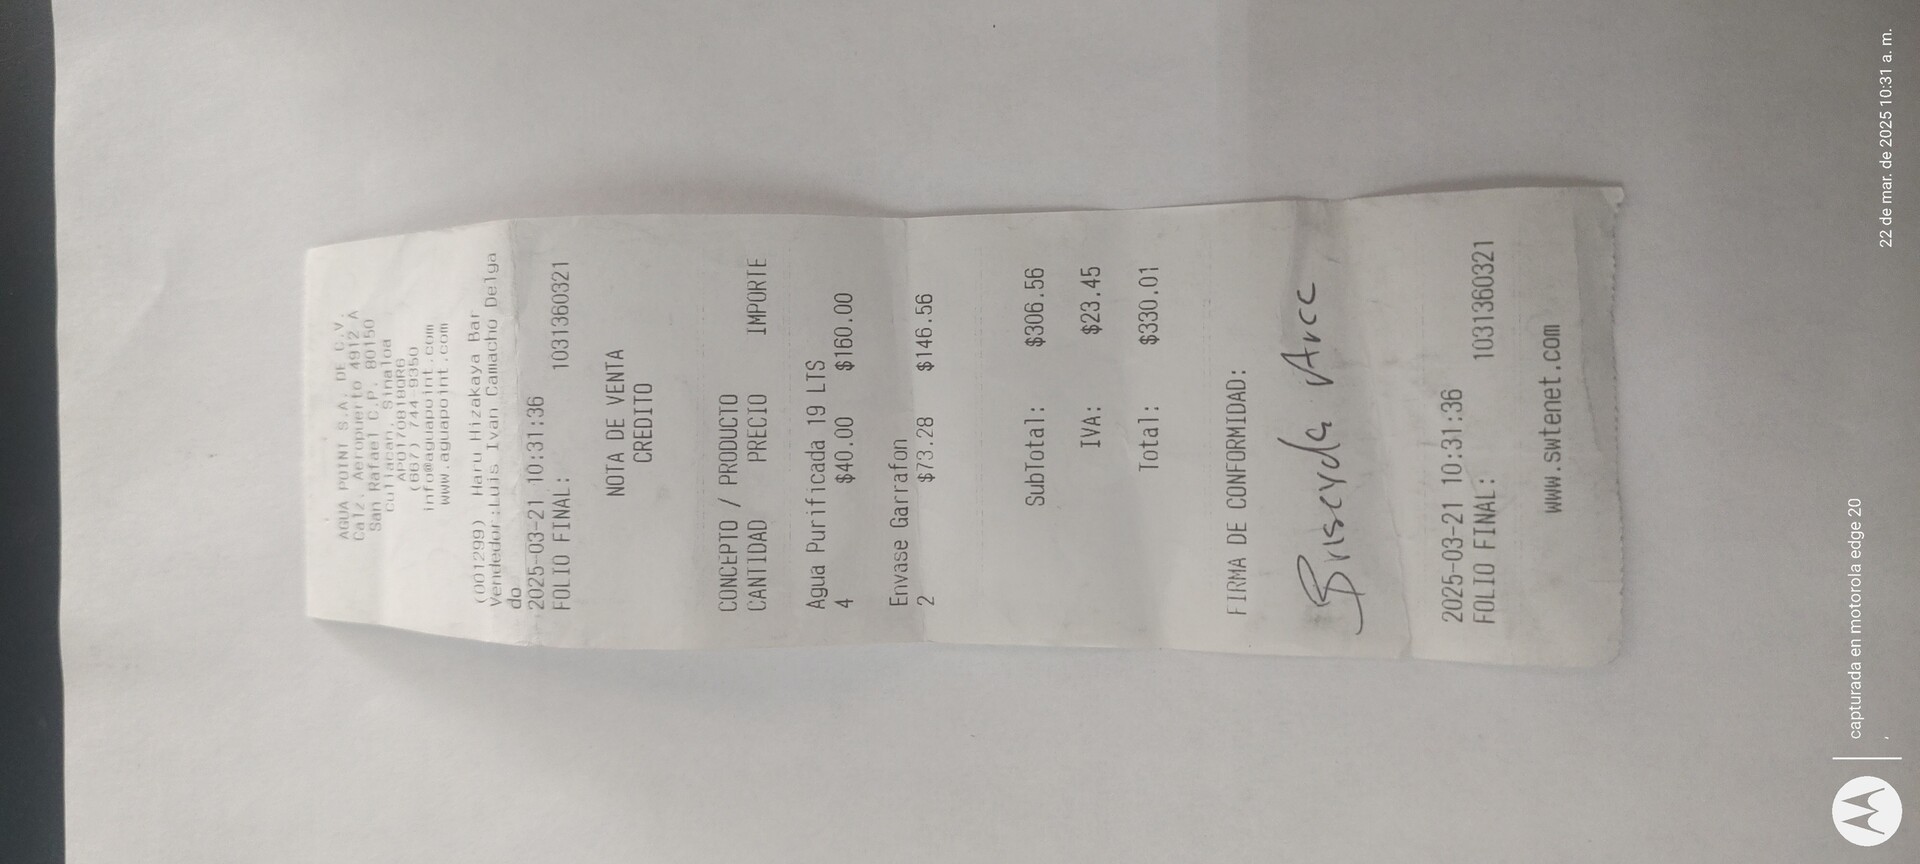 AGUA POINT S.A. DE C.V.
Calz. Aeropuerto 4912 A
San Rafael C.P. 80150
Culiacan, Sinaloa
APO170818QR6
(667) 744-9350
info@aguapoint.com
www.aguapoint.com
(001299) Haru Hizakaya Bar
Vendedor:Luis Ivan Camacho Delga
do
2025-03-21 10:31:36
FOLIO FINAL: 1031360321
NOTA DE VENTA
CREDITO
CONCEPTO / PRODUCTO
CANTIDAD PRECIO IMPORTE
Agua Purificada 19 LTS
4 $40.00 $160.00
Envase Garrafon
2 $73.28 $146.56
SubTotal: $306.56
IVA: $23.45
Total: $330.01
FIRMA DE CONFORMIDAD:
Briseyda Arce
2025-03-21 10:31:36
FOLIO FINAL: 1031360321
www.swtenet.com
capturada en motorola edge 20
22 de mar. de 2025 10:31 a. m.